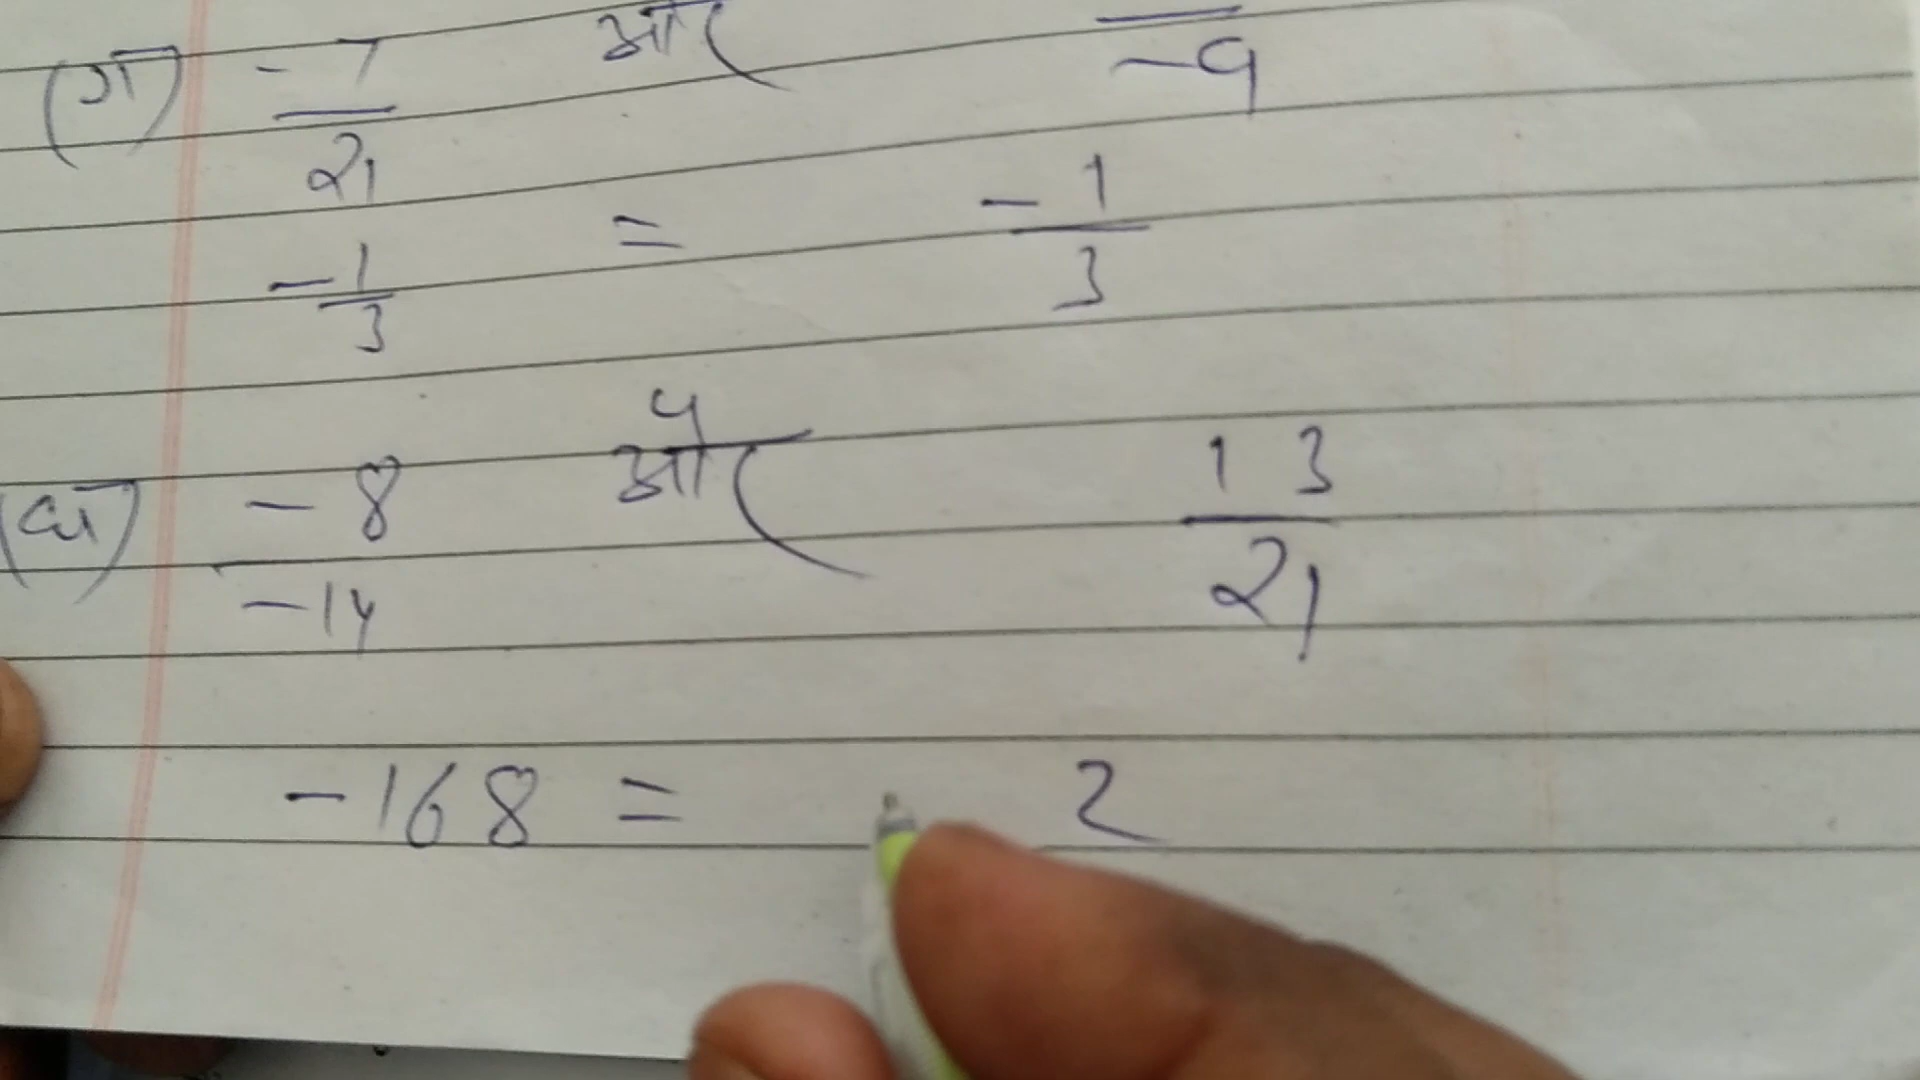 (ग) -7/21 और /-9
-1/3 = -1/3
(घ) -8/-14 और 13/21
-168 = 2